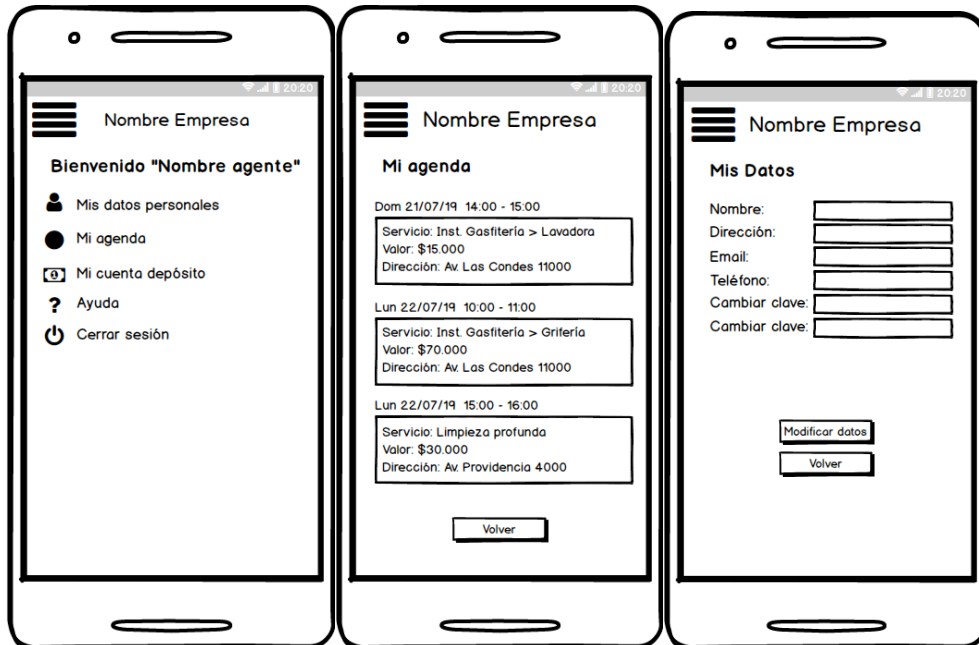 20:20
Nombre Empresa
Bienvenido "Nombre agente"
Mis datos personales
Mi agenda
Mi cuenta depósito
? Ayuda
Cerrar sesión
20:20
Nombre Empresa
Mi agenda
Dom 21/07/19 14:00 - 15:00
Servicio: Inst. Gasfitería > Lavadora
Valor: $15.000
Dirección: Av. Las Condes 11000
Lun 22/07/19 10:00 - 11:00
Servicio: Inst. Gasfitería > Grifería
Valor: $70.000
Dirección: Av. Las Condes 11000
Lun 22/07/19 15:00 - 16:00
Servicio: Limpieza profunda
Valor: $30.000
Dirección: Av. Providencia 4000
Volver
20:20
Nombre Empresa
Mis Datos
Nombre:
Dirección:
Email:
Teléfono:
Cambiar clave:
Cambiar clave:
Modificar datos
Volver